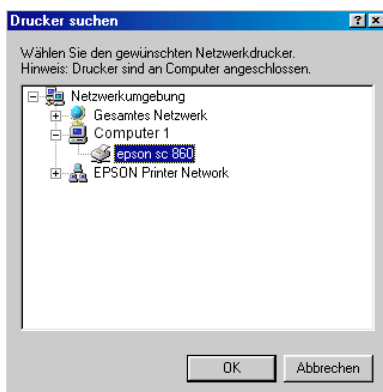 Drucker suchen
Wählen Sie den gewünschten Netzwerkdrucker.
Hinweis: Drucker sind an Computer angeschlossen.
Netzwerkumgebung
Gesamtes Netzwerk
Computer 1
epson sc 860
EPSON Printer Network
OK Abbrechen